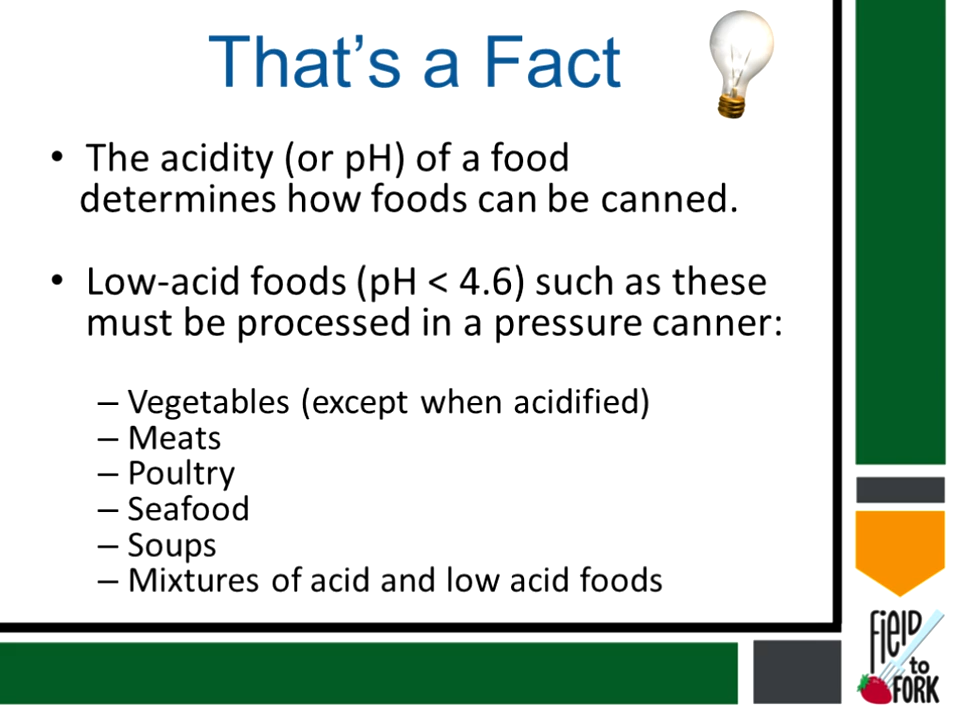 That's a Fact
• The acidity (or pH) of a food
determines how foods can be canned.
• Low-acid foods (pH < 4.6) such as these
must be processed in a pressure canner:
– Vegetables (except when acidified)
– Meats
– Poultry
– Seafood
– Soups
– Mixtures of acid and low acid foods
FIELD
to
FORK